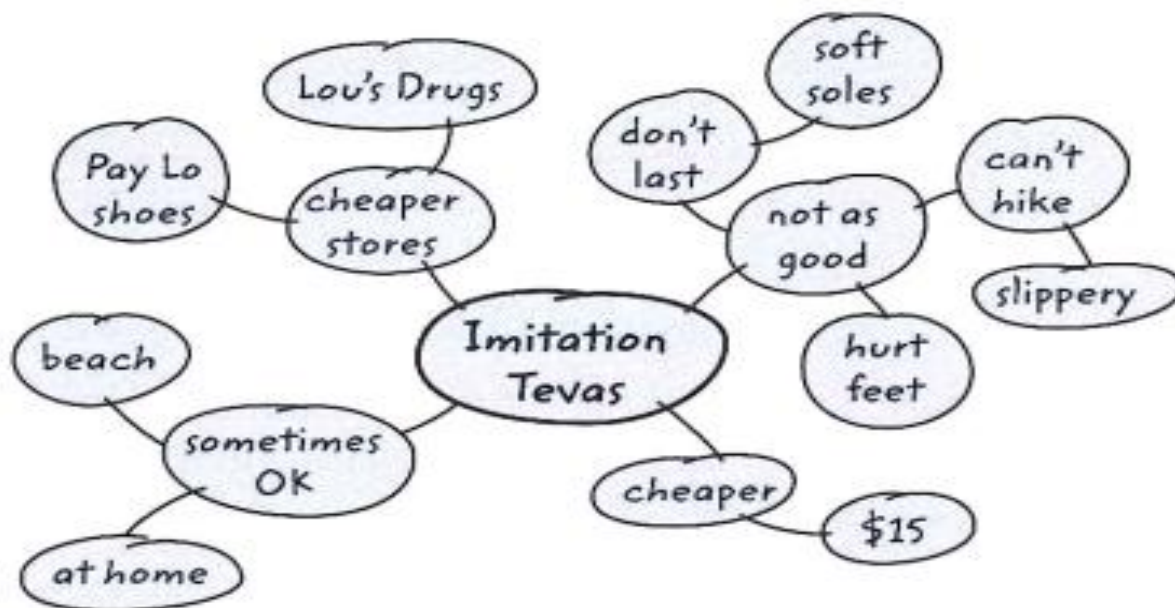 Lou's Drugs
Pay Lo
shoes
cheaper
stores
soft
soles
don't
last
not as
good
can't
hike
slippery
hurt
feet
Imitation
Tevas
beach
sometimes
OK
at home
cheaper
$15